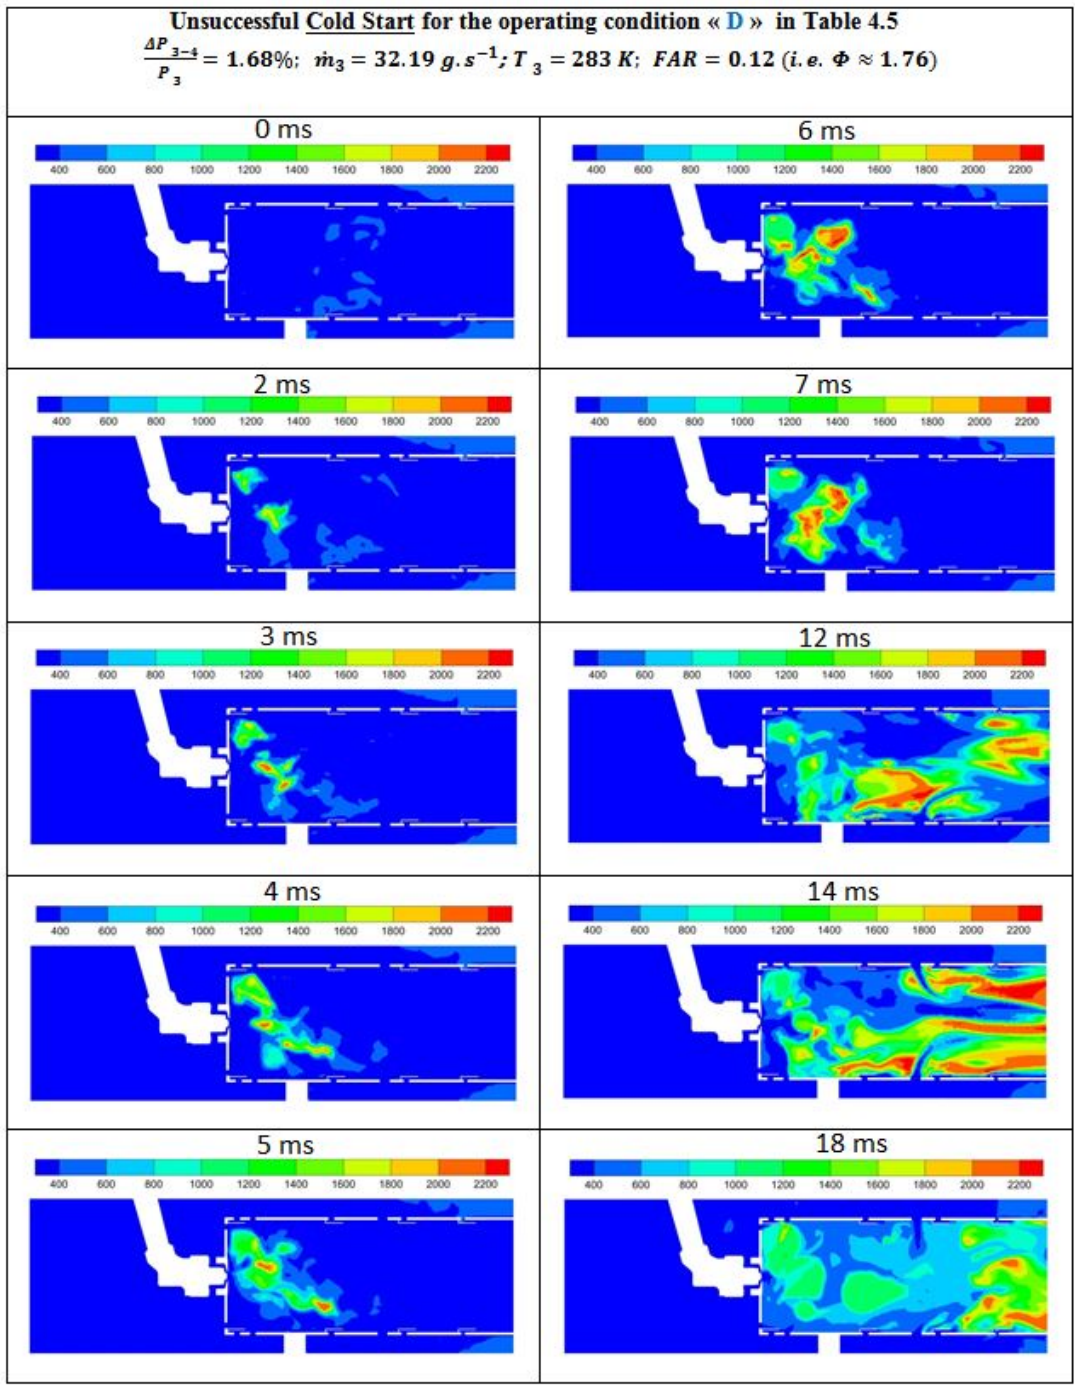 Unsuccessful Cold Start for the operating condition « D » in Table 4.5
ΔP 3-4 / P 3 = 1.68%; ṁ3 = 32.19 g.s−1; T 3 = 283 K; FAR = 0.12 (i.e. Φ ≈ 1.76)
0 ms
400 600 800 1000 1200 1400 1600 1800 2000 2200
6 ms
400 600 800 1000 1200 1400 1600 1800 2000 2200
2 ms
400 600 800 1000 1200 1400 1600 1800 2000 2200
7 ms
400 600 800 1000 1200 1400 1600 1800 2000 2200
3 ms
400 600 800 1000 1200 1400 1600 1800 2000 2200
12 ms
400 600 800 1000 1200 1400 1600 1800 2000 2200
4 ms
400 600 800 1000 1200 1400 1600 1800 2000 2200
14 ms
400 600 800 1000 1200 1400 1600 1800 2000 2200
5 ms
400 600 800 1000 1200 1400 1600 1800 2000 2200
18 ms
400 600 800 1000 1200 1400 1600 1800 2000 2200